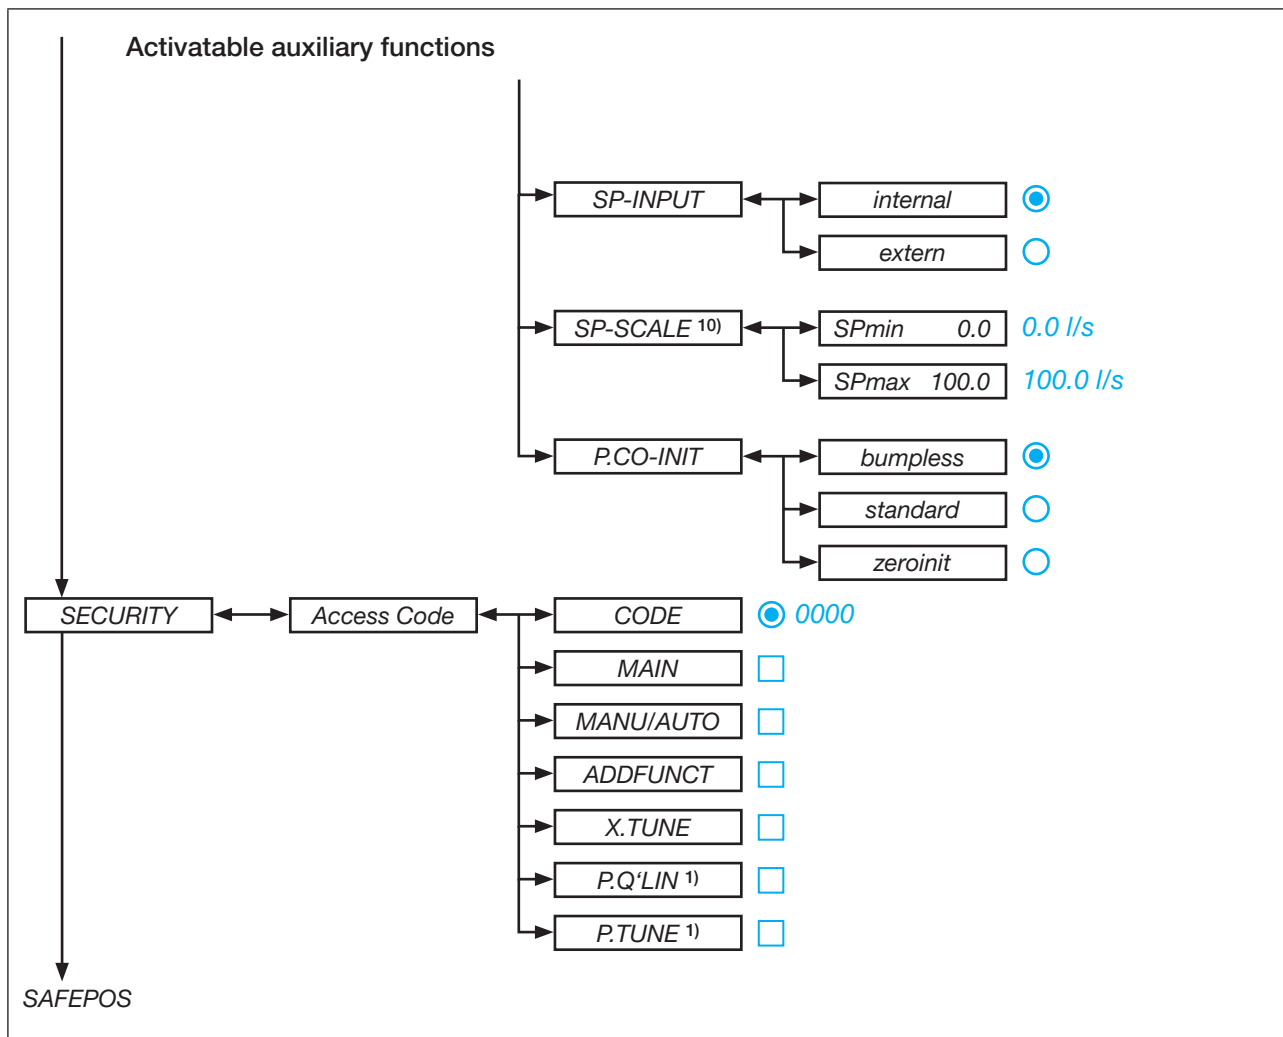 Activatable auxiliary functions
SP-INPUT
internal
extern
SP-SCALE 10)
SPmin 0.0
0.0 l/s
SPmax 100.0
100.0 l/s
P.CO-INIT
bumpless
standard
zeroinit
SECURITY
Access Code
CODE
0000
MAIN
MANU/AUTO
ADDFUNCT
X.TUNE
P.Q‘LIN 1)
P.TUNE 1)
SAFEPOS